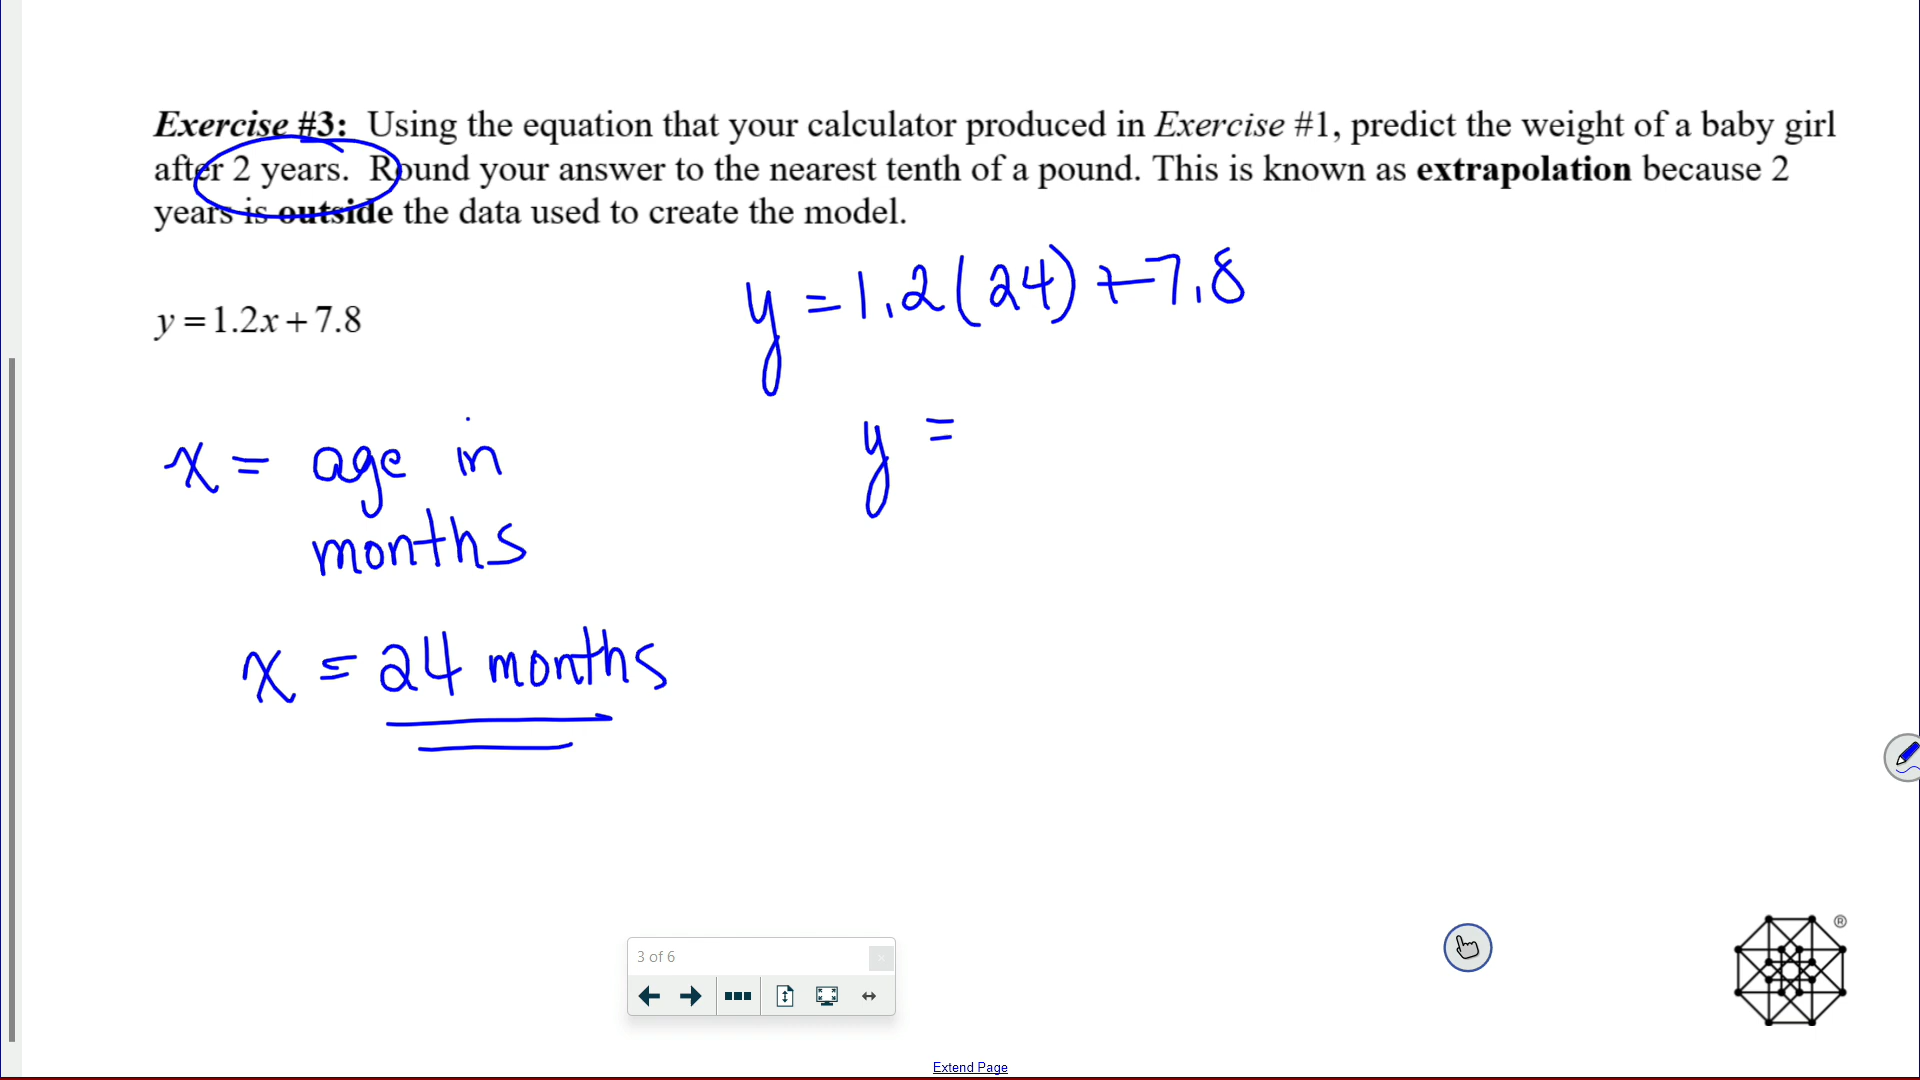 Exercise #3: Using the equation that your calculator produced in Exercise #1, predict the weight of a baby girl
after 2 years. Round your answer to the nearest tenth of a pound. This is known as extrapolation because 2
years is outside the data used to create the model.
y = 1.2(24) + 7.8
y = 1.2x + 7.8
y =
x = age in
months
x = 24 months
3 of 6
®
Extend Page